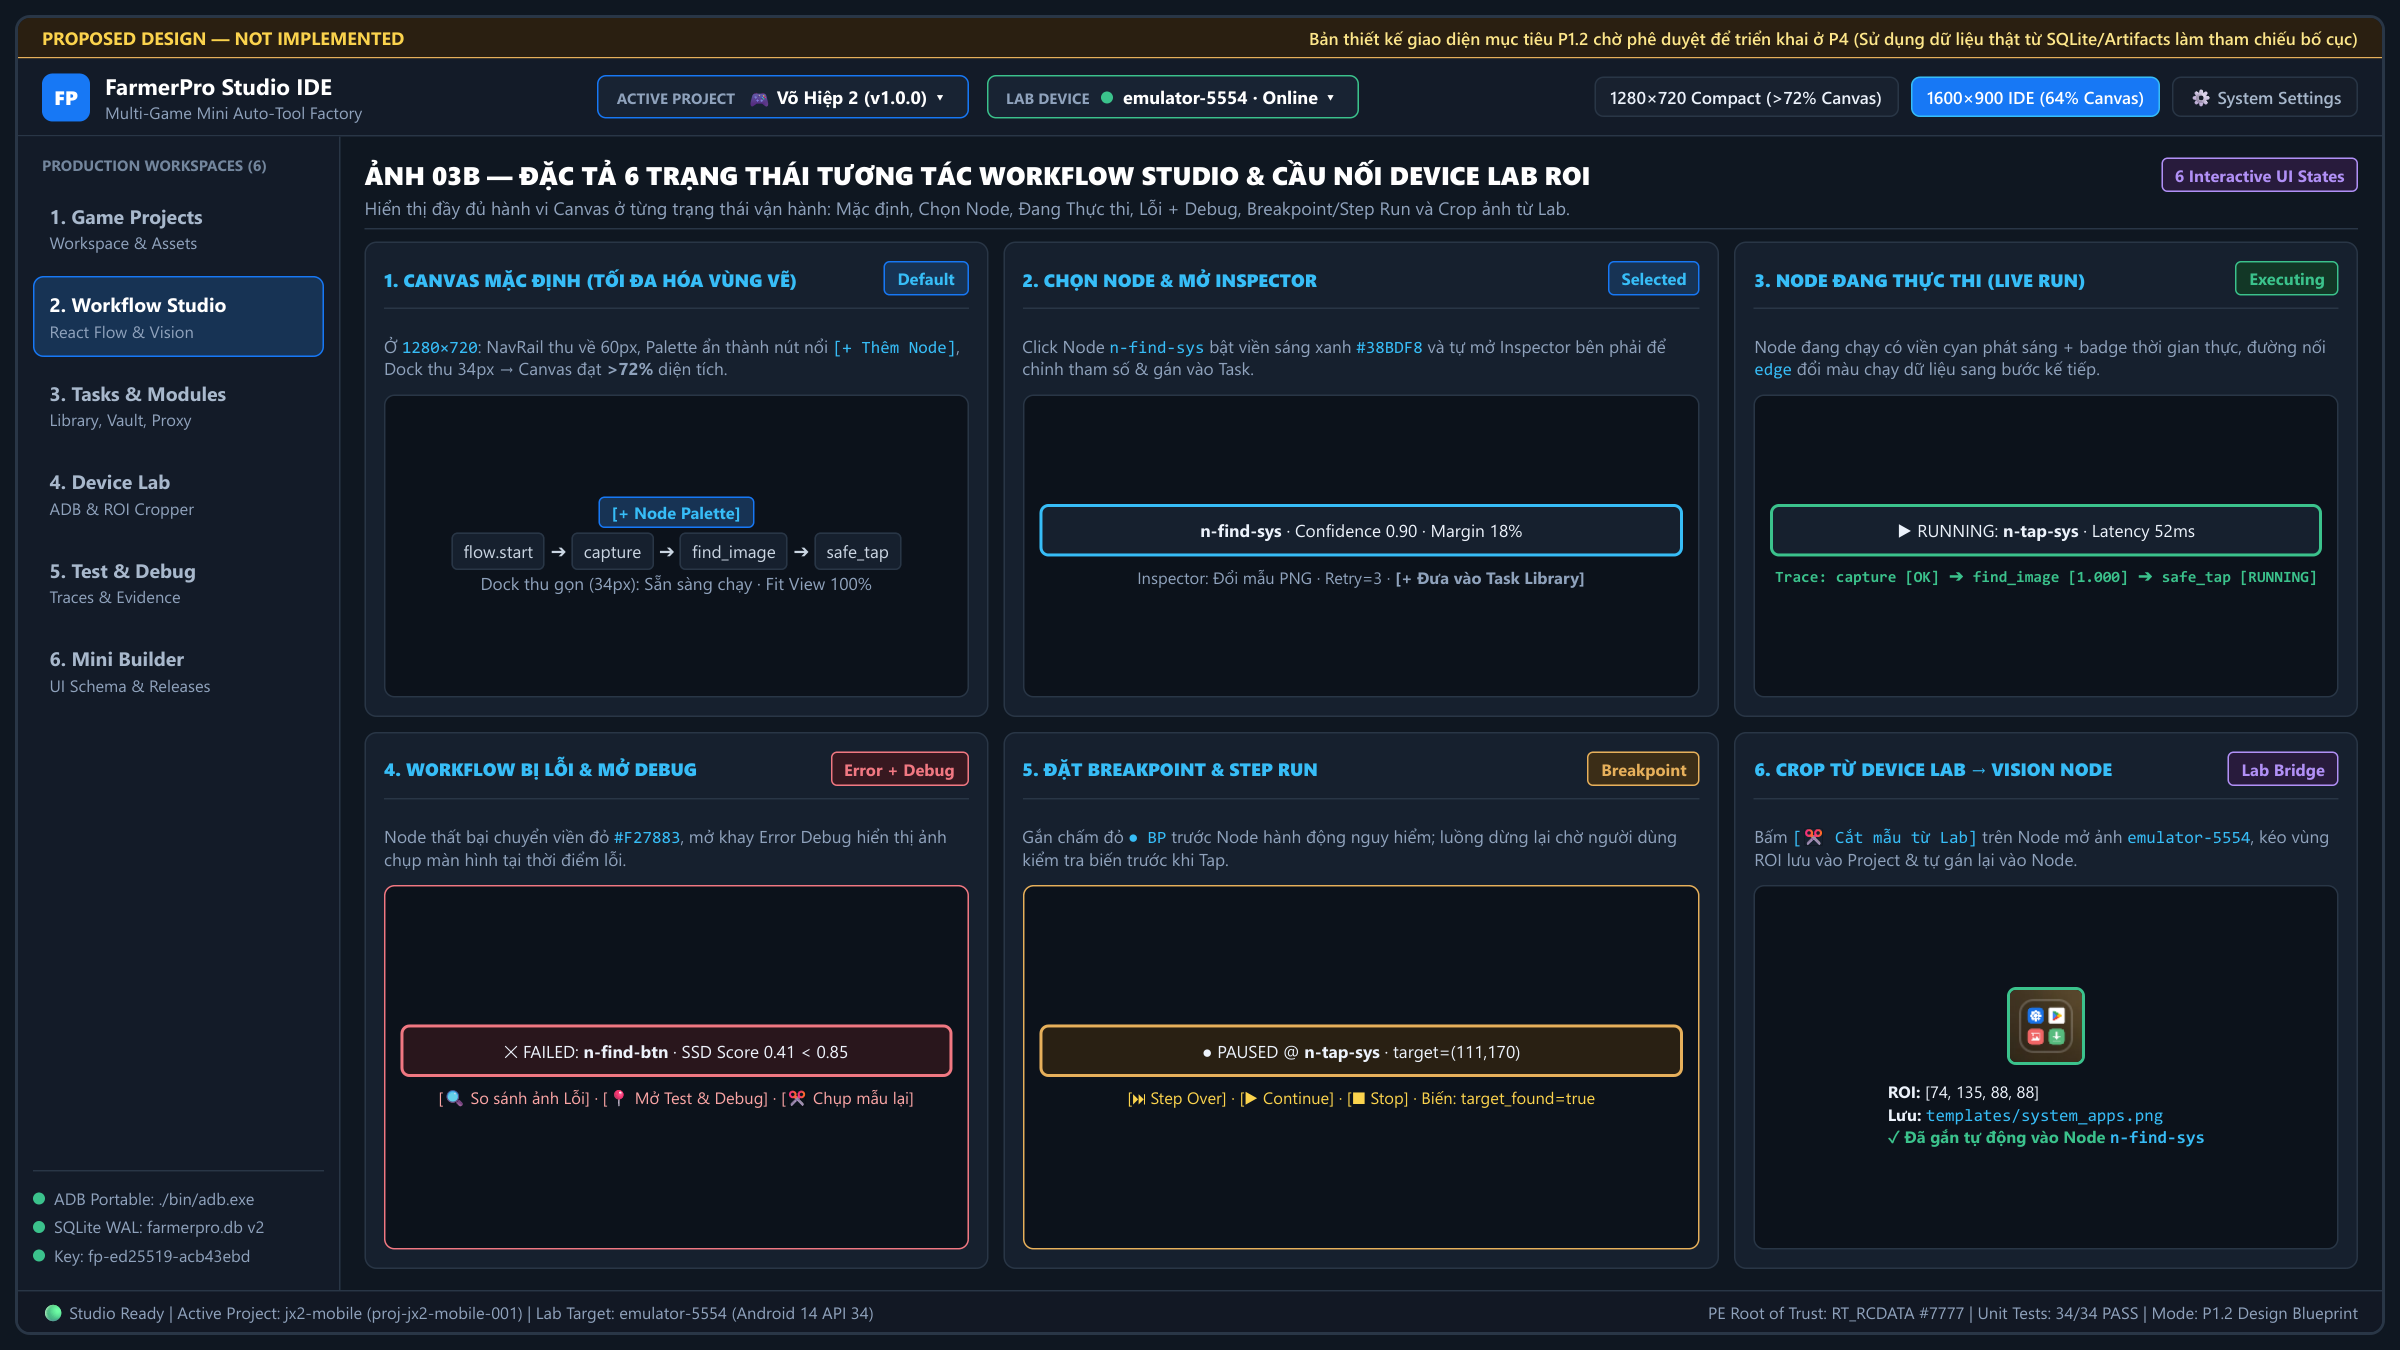 PROPOSED DESIGN — NOT IMPLEMENTED
Bản thiết kế giao diện mục tiêu P1.2 chờ phê duyệt để triển khai ở P4 (Sử dụng dữ liệu thật từ SQLite/Artifacts làm tham chiếu bố cục)
FP
FarmerPro Studio IDE
Multi-Game Mini Auto-Tool Factory
ACTIVE PROJECT 🎮 Võ Hiệp 2 (v1.0.0) ▾
LAB DEVICE ● emulator-5554 · Online ▾
1280×720 Compact (>72% Canvas)
1600×900 IDE (64% Canvas)
⚙️ System Settings
PRODUCTION WORKSPACES (6)
1. Game Projects
Workspace & Assets
2. Workflow Studio
React Flow & Vision
3. Tasks & Modules
Library, Vault, Proxy
4. Device Lab
ADB & ROI Cropper
5. Test & Debug
Traces & Evidence
6. Mini Builder
UI Schema & Releases
ADB Portable: ./bin/adb.exe
SQLite WAL: farmerpro.db v2
Key: fp-ed25519-acb43ebd
ẢNH 03B — ĐẶC TẢ 6 TRẠNG THÁI TƯƠNG TÁC WORKFLOW STUDIO & CẦU NỐI DEVICE LAB ROI
6 Interactive UI States
Hiển thị đầy đủ hành vi Canvas ở từng trạng thái vận hành: Mặc định, Chọn Node, Đang Thực thi, Lỗi + Debug, Breakpoint/Step Run và Crop ảnh từ Lab.
1. CANVAS MẶC ĐỊNH (TỐI ĐA HÓA VÙNG VẼ)
Default
Ở 1280×720: NavRail thu về 60px, Palette ẩn thành nút nổi [+ Thêm Node],
Dock thu 34px → Canvas đạt >72% diện tích.
[+ Node Palette]
flow.start ➔ capture ➔ find_image ➔ safe_tap
Dock thu gọn (34px): Sẵn sàng chạy · Fit View 100%
2. CHỌN NODE & MỞ INSPECTOR
Selected
Click Node n-find-sys bật viền sáng xanh #38BDF8 và tự mở Inspector bên phải để
chỉnh tham số & gán vào Task.
n-find-sys · Confidence 0.90 · Margin 18%
Inspector: Đổi mẫu PNG · Retry=3 · [+ Đưa vào Task Library]
3. NODE ĐANG THỰC THI (LIVE RUN)
Executing
Node đang chạy có viền cyan phát sáng + badge thời gian thực, đường nối
edge đổi màu chạy dữ liệu sang bước kế tiếp.
▶ RUNNING: n-tap-sys · Latency 52ms
Trace: capture [OK] ➔ find_image [1.000] ➔ safe_tap [RUNNING]
4. WORKFLOW BỊ LỖI & MỞ DEBUG
Error + Debug
Node thất bại chuyển viền đỏ #F27883, mở khay Error Debug hiển thị ảnh
chụp màn hình tại thời điểm lỗi.
✕ FAILED: n-find-btn · SSD Score 0.41 < 0.85
[🔍 So sánh ảnh Lỗi] · [📍 Mở Test & Debug] · [✂️ Chụp mẫu lại]
5. ĐẶT BREAKPOINT & STEP RUN
Breakpoint
Gắn chấm đỏ ● BP trước Node hành động nguy hiểm; luồng dừng lại chờ người dùng
kiểm tra biến trước khi Tap.
● PAUSED @ n-tap-sys · target=(111,170)
[⏭ Step Over] · [▶ Continue] · [■ Stop] · Biến: target_found=true
6. CROP TỪ DEVICE LAB → VISION NODE
Lab Bridge
Bấm [✂️ Cắt mẫu từ Lab] trên Node mở ảnh emulator-5554, kéo vùng
ROI lưu vào Project & tự gán lại vào Node.
ROI: [74, 135, 88, 88]
Lưu: templates/system_apps.png
✓ Đã gắn tự động vào Node n-find-sys
Studio Ready | Active Project: jx2-mobile (proj-jx2-mobile-001) | Lab Target: emulator-5554 (Android 14 API 34)
PE Root of Trust: RT_RCDATA #7777 | Unit Tests: 34/34 PASS | Mode: P1.2 Design Blueprint